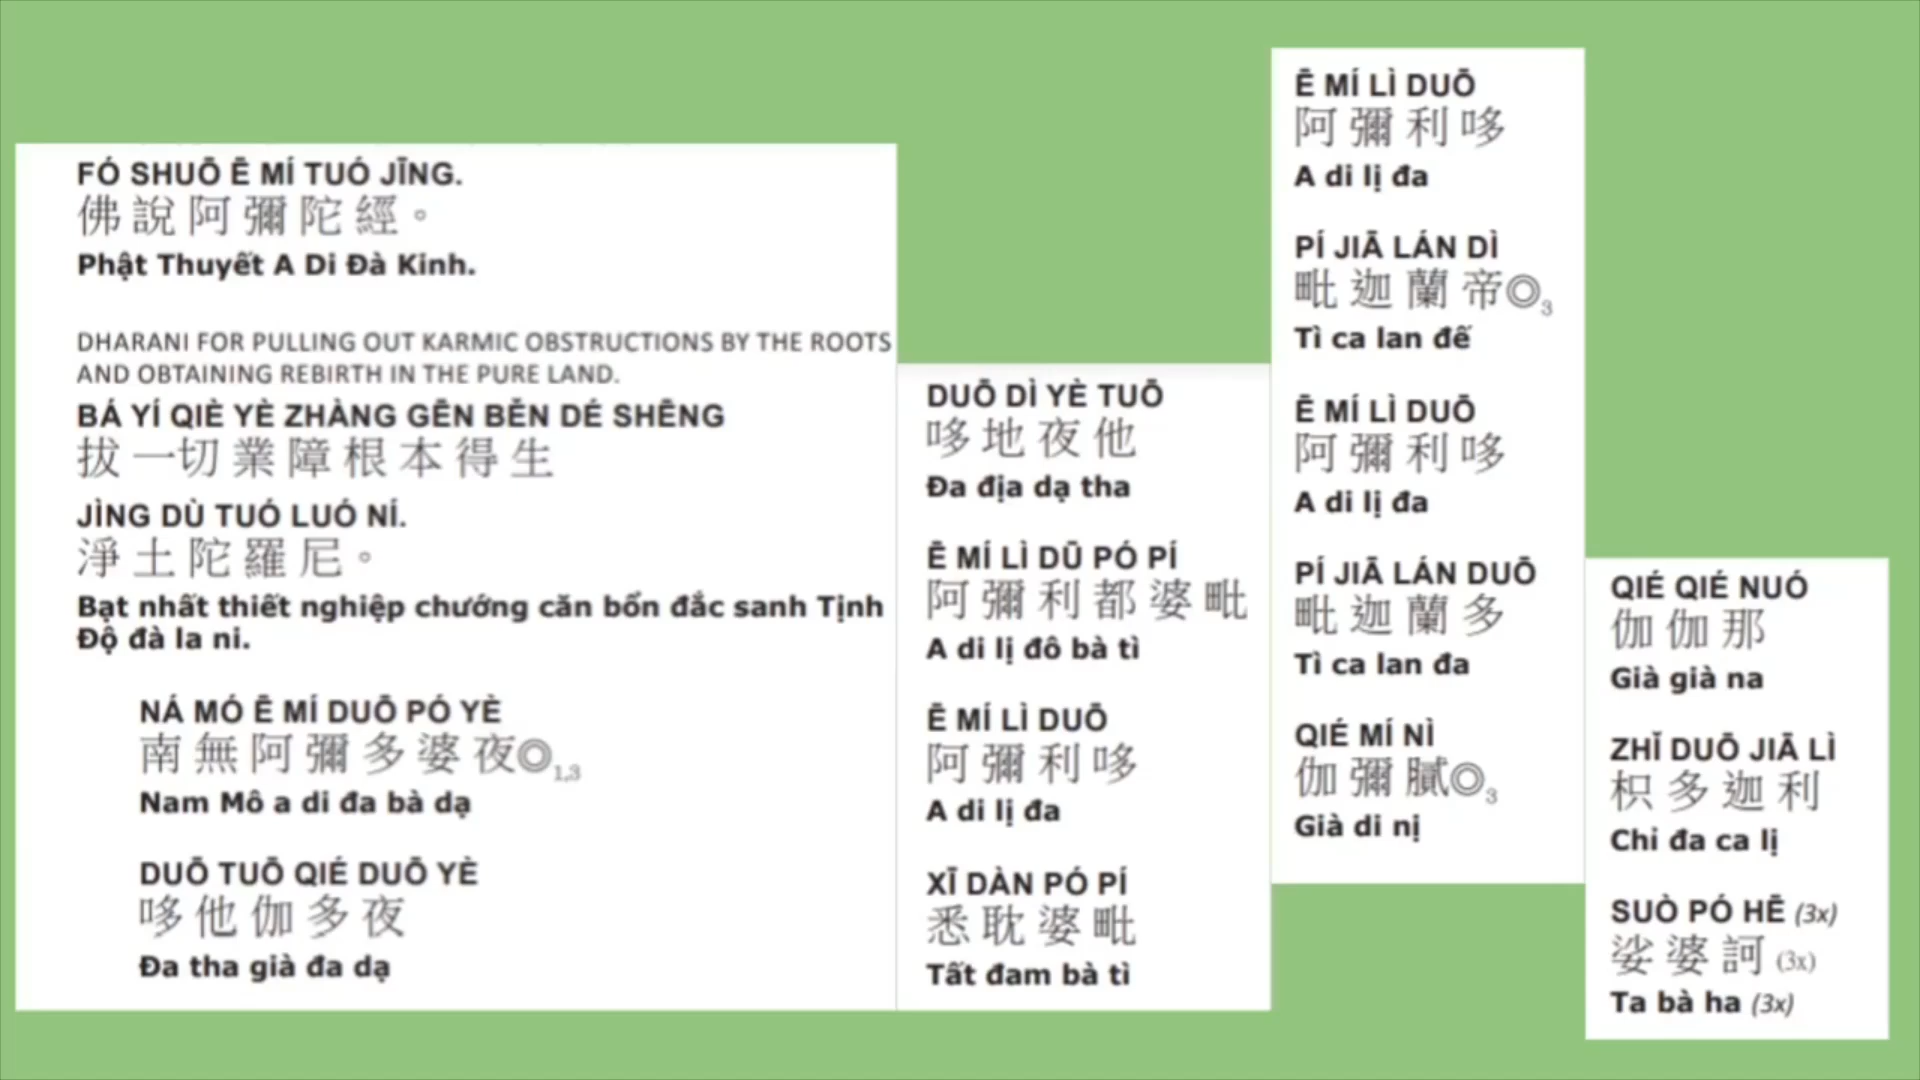 FÓ SHUŌ Ē MÍ TUÓ JĪNG.
佛說阿彌陀經。
Phật Thuyết A Di Đà Kinh.
DHARANI FOR PULLING OUT KARMIC OBSTRUCTIONS BY THE ROOTS
AND OBTAINING REBIRTH IN THE PURE LAND.
BÁ YÍ QIÈ YÈ ZHÀNG GĒN BĚN DÉ SHĒNG
拔一切業障根本得生
JÌNG DÙ TUÓ LUÓ NÍ.
淨土陀羅尼。
Bạt nhất thiết nghiệp chướng căn bổn đắc sanh Tịnh
Độ đà la ni.
NÁ MÓ Ē MÍ DUŌ PÓ YÈ
南無阿彌多婆夜◎1,3
Nam Mô a di đa bà dạ
DUŌ TUŌ QIÉ DUŌ YÈ
哆他伽多夜
Đa tha già đa dạ
DUŌ DÌ YÈ TUŌ
哆地夜他
Đa địa dạ tha
Ē MÍ LÌ DŪ PÓ PÍ
阿彌利都婆毗
A di lị đô bà tì
Ē MÍ LÌ DUŌ
阿彌利哆
A di lị đa
XĪ DÀN PÓ PÍ
悉耽婆毗
Tất đam bà tì
Ē MÍ LÌ DUŌ
阿彌利哆
A di lị đa
PÍ JIĀ LÁN DÌ
毗迦蘭帝◎3
Tì ca lan đế
Ē MÍ LÌ DUŌ
阿彌利哆
A di lị đa
PÍ JIĀ LÁN DUŌ
毗迦蘭多
Tì ca lan đa
QIÉ MÍ NÌ
伽彌膩◎3
Già di nị
QIÉ QIÉ NUÓ
伽伽那
Già già na
ZHǏ DUŌ JIĀ LÌ
枳多迦利
Chỉ đa ca lị
SUÒ PÓ HĒ (3x)
娑婆訶 (3x)
Ta bà ha (3x)